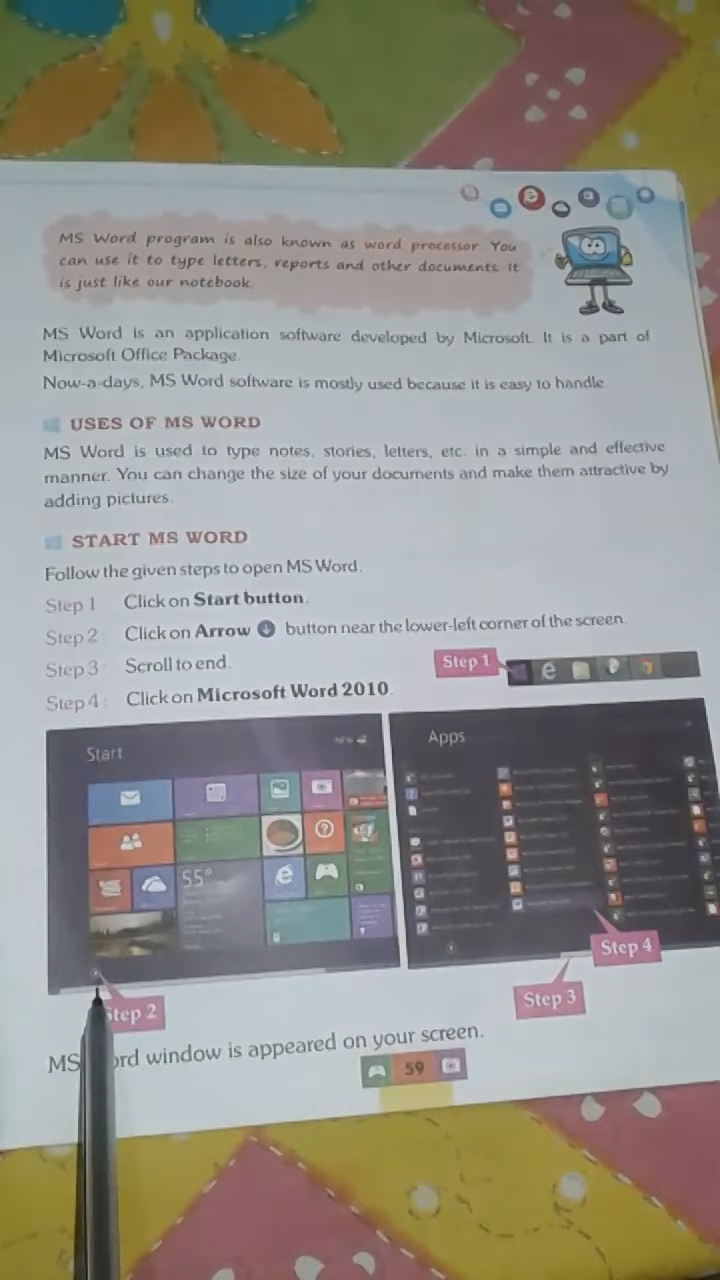 MS Word program is also known as word processor. You
can use it to type letters, reports and other documents. It
is just like our notebook.
MS Word is an application software developed by Microsoft. It is a part of
Microsoft Office Package.
Now-a-days, MS Word software is mostly used because it is easy to handle.
USES OF MS WORD
MS Word is used to type notes, stories, letters, etc. in a simple and effective
manner. You can change the size of your documents and make them attractive by
adding pictures.
START MS WORD
Follow the given steps to open MS Word.
Step 1 Click on Start button.
Step 2 : Click on Arrow button near the lower-left corner of the screen.
Step 3 : Scroll to end.
Step 4 : Click on Microsoft Word 2010.
Step 1
Start
Apps
55°
Step 4
Step 3
Step 2
MS ord window is appeared on your screen.
59